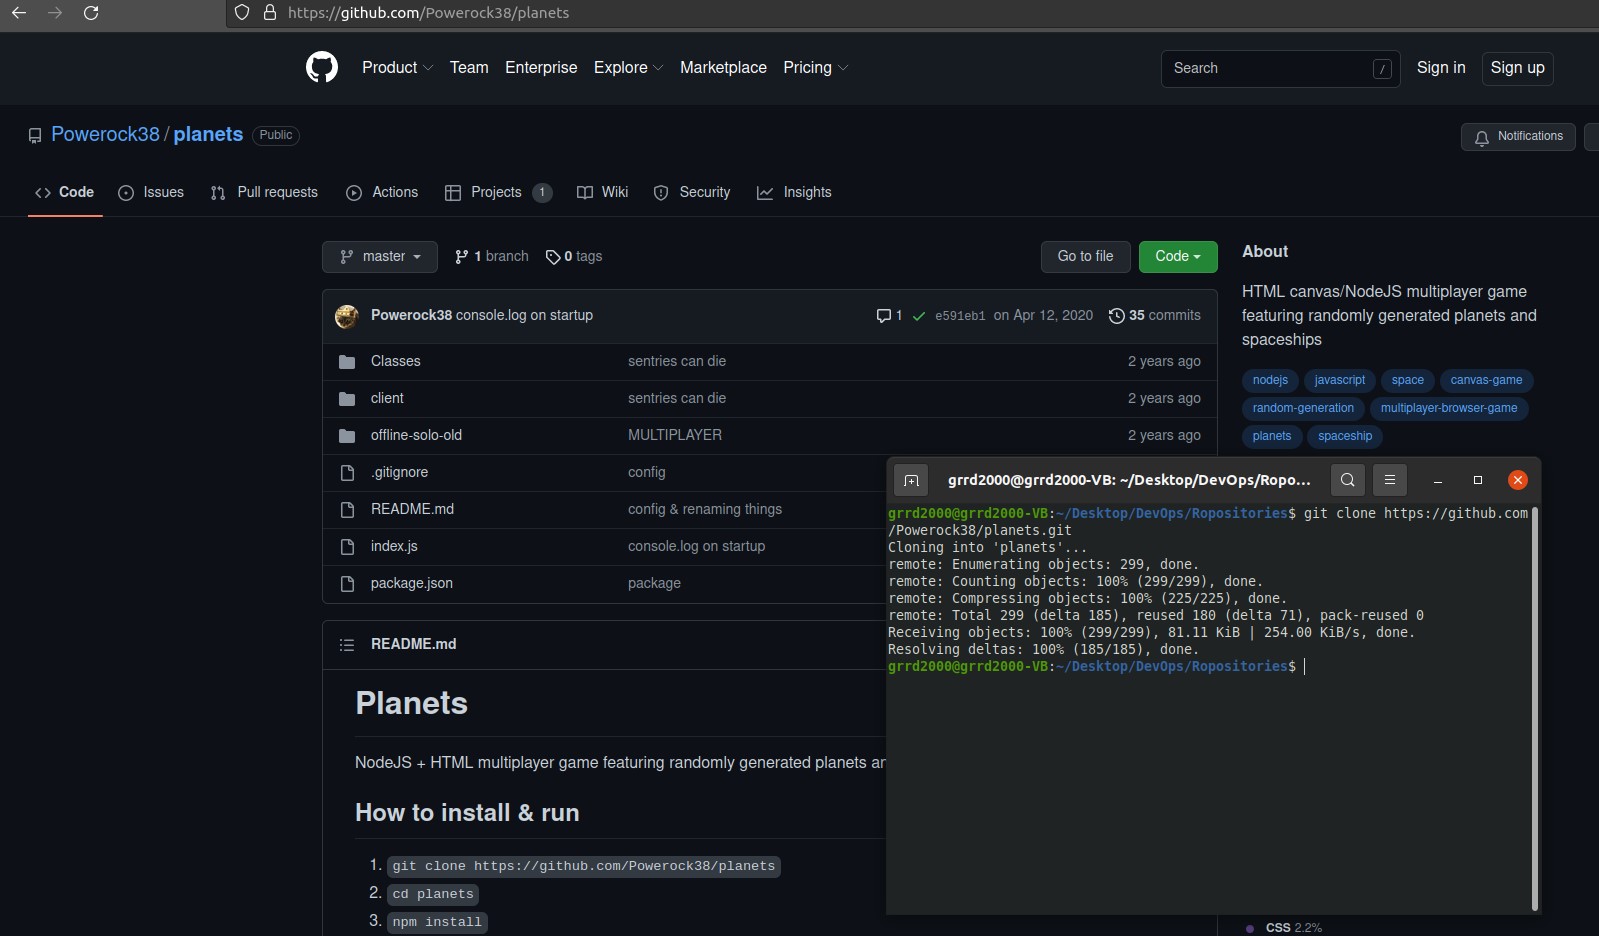 https://github.com/Powerock38/planets
Product Team Enterprise Explore Marketplace Pricing Search / Sign in Sign up
Powerock38 / planets Public Notifications
Code Issues Pull requests Actions Projects 1 Wiki Security Insights
master 1 branch 0 tags Go to file Code
Powerock38 console.log on startup 1 e591eb1 on Apr 12, 2020 35 commits
Classes sentries can die 2 years ago
client sentries can die 2 years ago
offline-solo-old MULTIPLAYER 2 years ago
.gitignore config
README.md config & renaming things
index.js console.log on startup
package.json package
README.md
Planets
NodeJS + HTML multiplayer game featuring randomly generated planets
How to install & run
1. git clone https://github.com/Powerock38/planets
2. cd planets
3. npm install
About
HTML canvas/NodeJS multiplayer game
featuring randomly generated planets and
spaceships
nodejs javascript space canvas-game
random-generation multiplayer-browser-game
planets spaceship
grrd2000@grrd2000-VB: ~/Desktop/DevOps/Ropo...
grrd2000@grrd2000-VB:~/Desktop/DevOps/Ropositories$ git clone https://github.com
/Powerock38/planets.git
Cloning into 'planets'...
remote: Enumerating objects: 299, done.
remote: Counting objects: 100% (299/299), done.
remote: Compressing objects: 100% (225/225), done.
remote: Total 299 (delta 185), reused 180 (delta 71), pack-reused 0
Receiving objects: 100% (299/299), 81.11 KiB | 254.00 KiB/s, done.
Resolving deltas: 100% (185/185), done.
grrd2000@grrd2000-VB:~/Desktop/DevOps/Ropositories$
CSS 2.2%